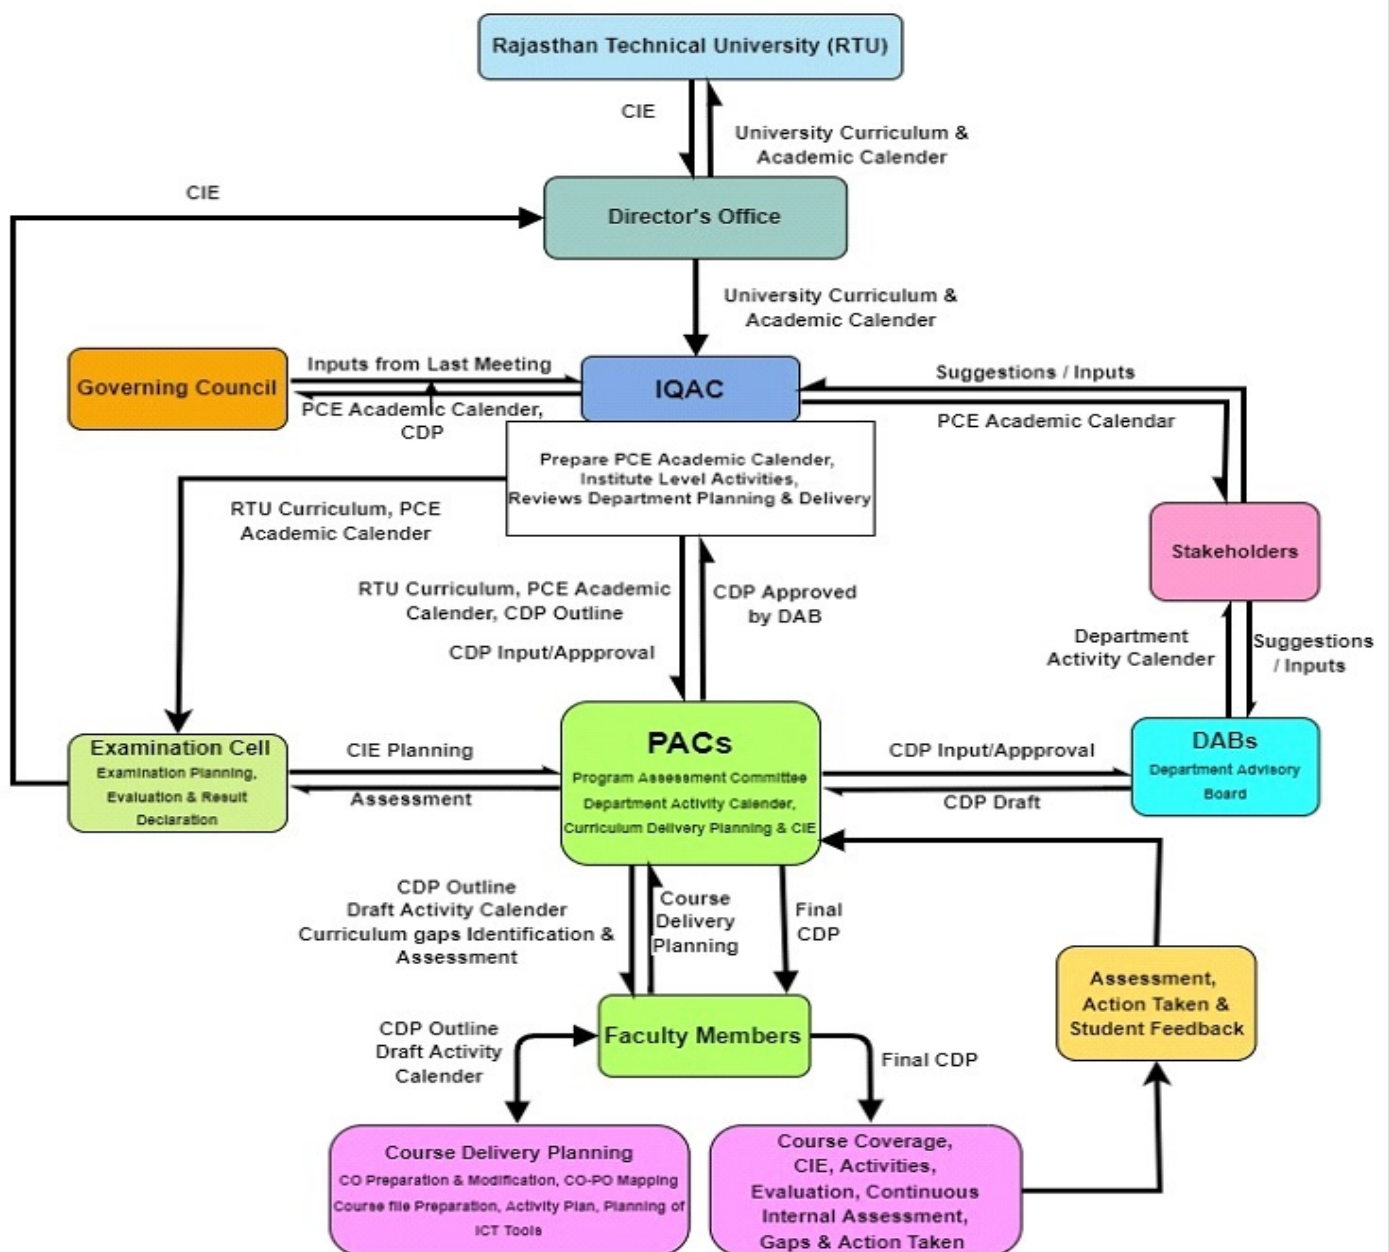 Rajasthan Technical University (RTU)
CIE
University Curriculum &
Academic Calender
CIE
Director's Office
University Curriculum &
Academic Calender
Governing Council
Inputs from Last Meeting
PCE Academic Calender,
CDP
IQAC
Suggestions / Inputs
PCE Academic Calendar
Prepare PCE Academic Calender,
Institute Level Activities,
Reviews Department Planning & Delivery
RTU Curriculum, PCE
Academic Calender
Stakeholders
RTU Curriculum, PCE Academic
Calender, CDP Outline
CDP Input/Appproval
CDP Approved
by DAB
Department
Activity Calender
Suggestions
/ Inputs
Examination Cell
Examination Planning,
Evaluation & Result
Declaration
CIE Planning
Assessment
PACs
Program Assessment Committee
Department Activity Calender,
Curriculum Delivery Planning & CIE
CDP Input/Appproval
CDP Draft
DABs
Department Advisory
Board
CDP Outline
Draft Activity Calender
Curriculum gaps Identification &
Assessment
Course
Delivery
Planning
Final
CDP
Assessment,
Action Taken &
Student Feedback
Faculty Members
CDP Outline
Draft Activity
Calender
Final CDP
Course Delivery Planning
CO Preparation & Modification, CO-PO Mapping
Course file Preparation, Activity Plan, Planning of
ICT Tools
Course Coverage,
CIE, Activities,
Evaluation, Continuous
Internal Assessment,
Gaps & Action Taken